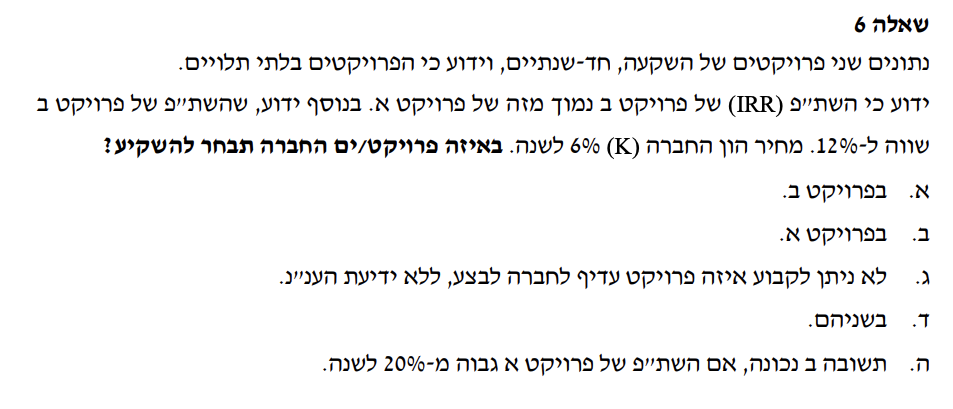 שאלה 6
נתונים שני פרויקטים של השקעה, חד-שנתיים, וידוע כי הפרויקטים בלתי תלויים.
ידוע כי השת״פ (IRR) של פרויקט ב נמוך מזה של פרויקט א. בנוסף ידוע, שהשת״פ של פרויקט ב
שווה ל-12%. מחיר הון החברה (K) 6% לשנה. באיזה פרויקט/ים החברה תבחר להשקיע?
א. בפרויקט ב.
ב. בפרויקט א.
ג. לא ניתן לקבוע איזה פרויקט עדיף לחברה לבצע, ללא ידיעת הענ״נ.
ד. בשניהם.
ה. תשובה ב נכונה, אם השת״פ של פרויקט א גבוה מ-20% לשנה.